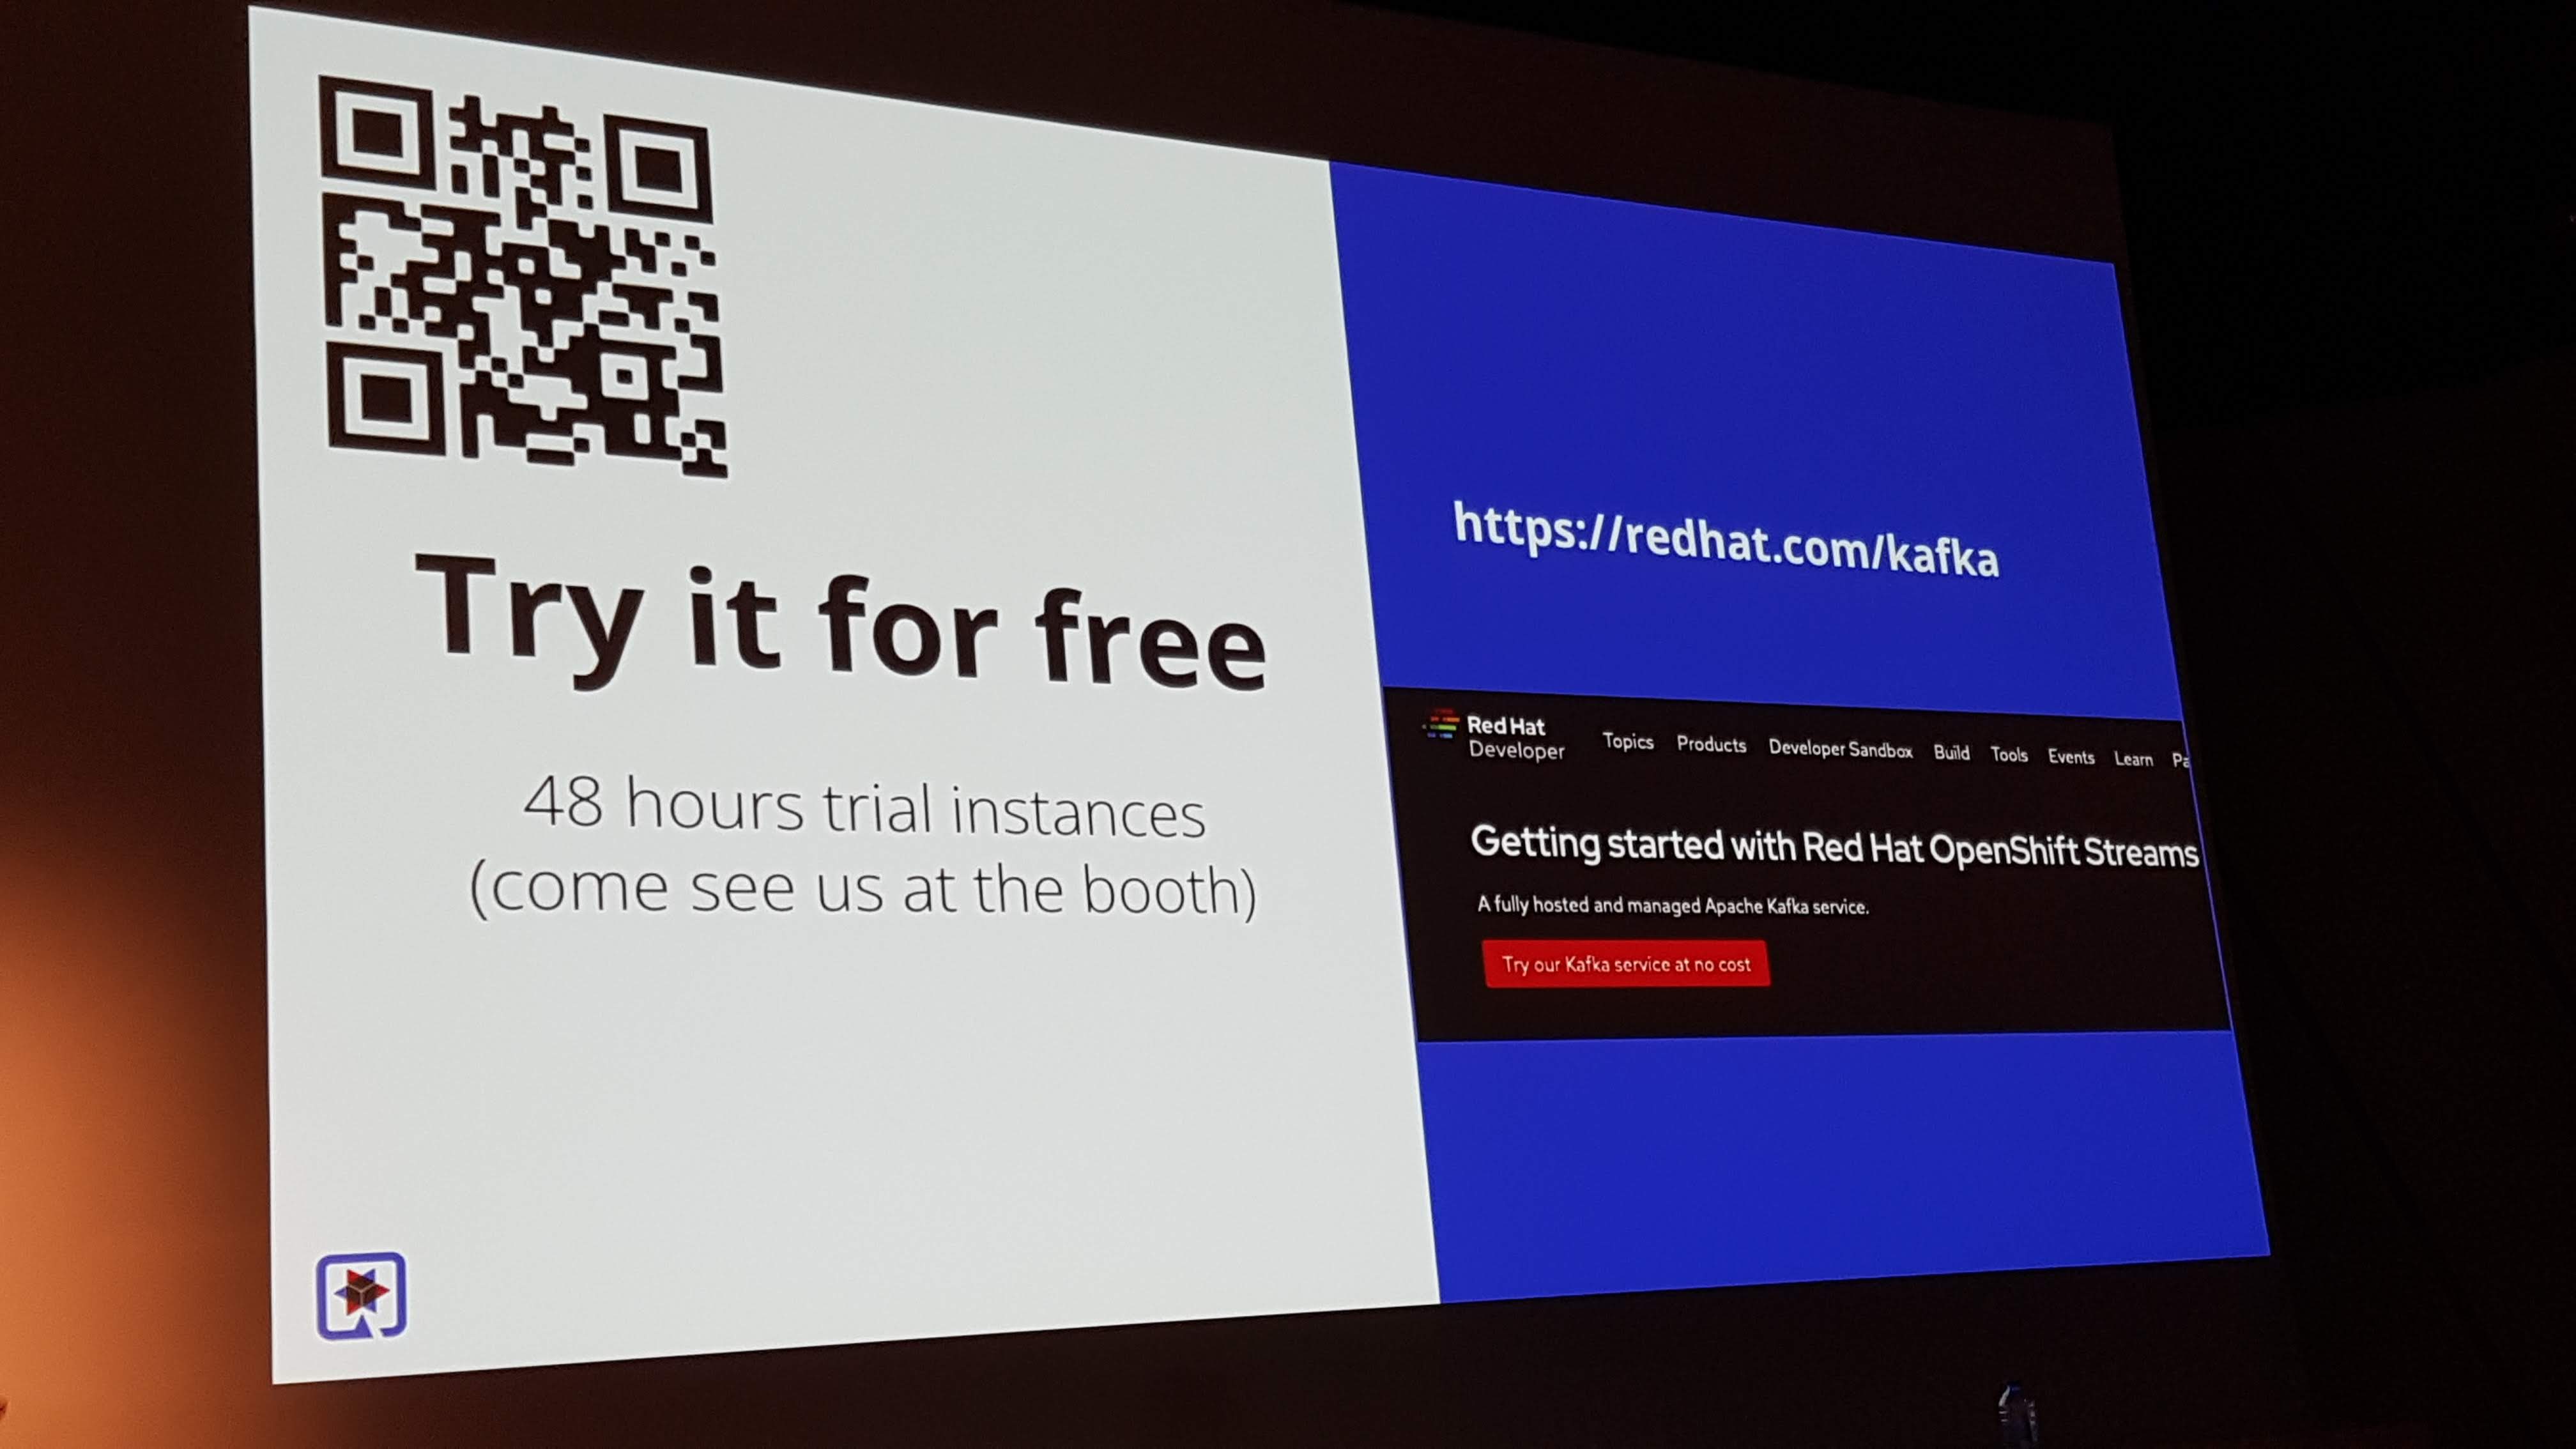 Try it for free
48 hours trial instances
(come see us at the booth)
https://redhat.com/kafka
Red Hat
Developer
Topics Products Developer Sandbox Build Tools Events Learn Pa
Getting started with Red Hat OpenShift Streams
A fully hosted and managed Apache Kafka service.
Try our Kafka service at no cost